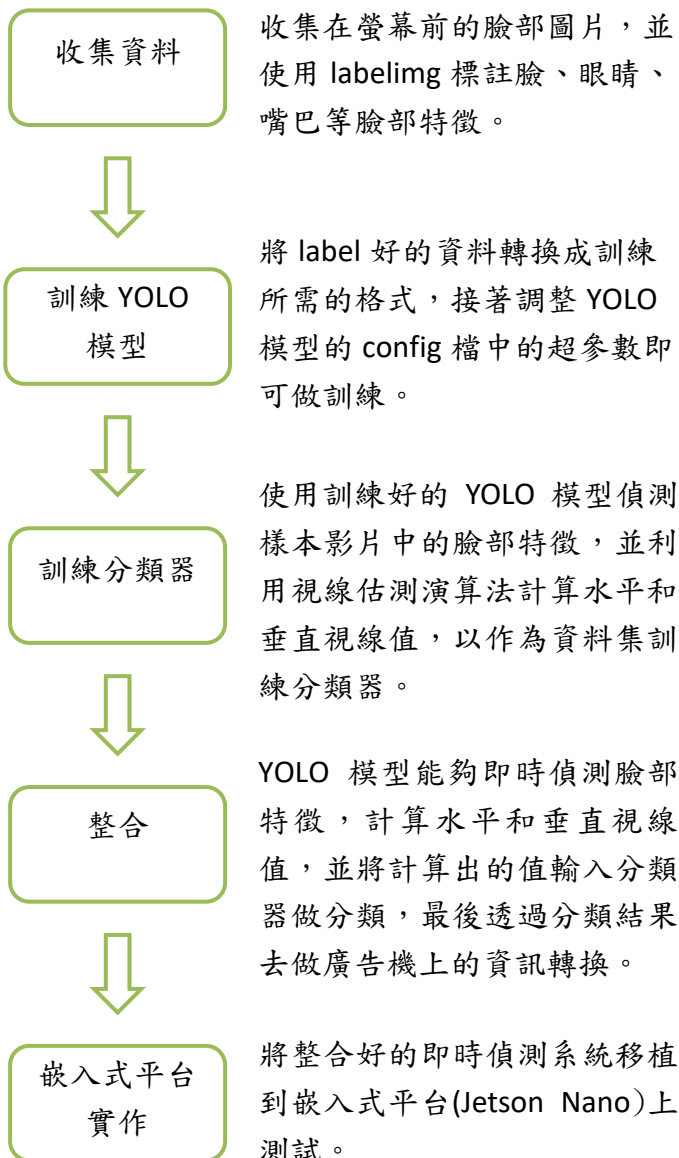 收集資料
收集在螢幕前的臉部圖片，並
使用 labelimg 標註臉、眼睛、
嘴巴等臉部特徵。
訓練 YOLO
模型
將 label 好的資料轉換成訓練
所需的格式，接著調整 YOLO
模型的 config 檔中的超參數即
可做訓練。
訓練分類器
使用訓練好的 YOLO 模型偵測
樣本影片中的臉部特徵，並利
用視線估測演算法計算水平和
垂直視線值，以作為資料集訓
練分類器。
整合
YOLO 模型能夠即時偵測臉部
特徵，計算水平和垂直視線
值，並將計算出的值輸入分類
器做分類，最後透過分類結果
去做廣告機上的資訊轉換。
嵌入式平台
實作
將整合好的即時偵測系統移植
到嵌入式平台(Jetson Nano)上
測試。